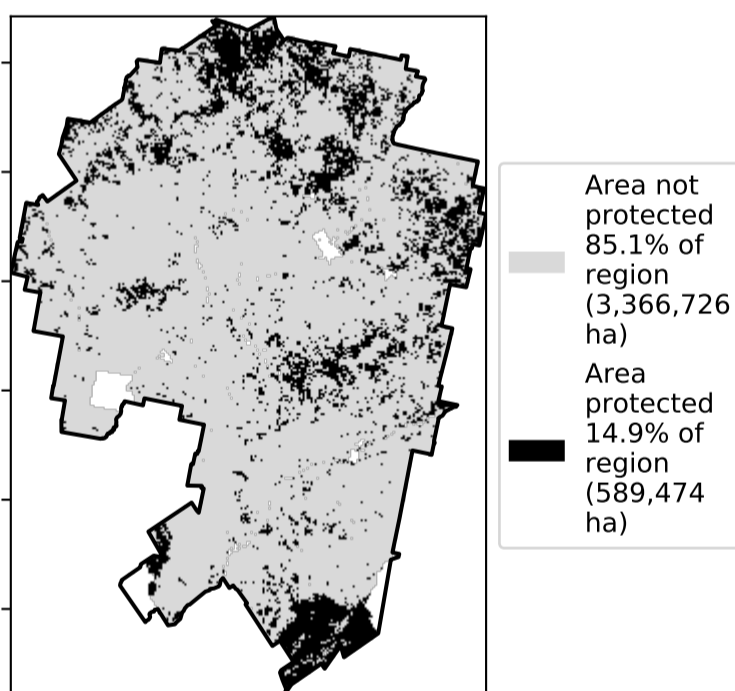 Area not
protected
85.1% of
region
(3,366,726
ha)
Area
protected
14.9% of
region
(589,474
ha)